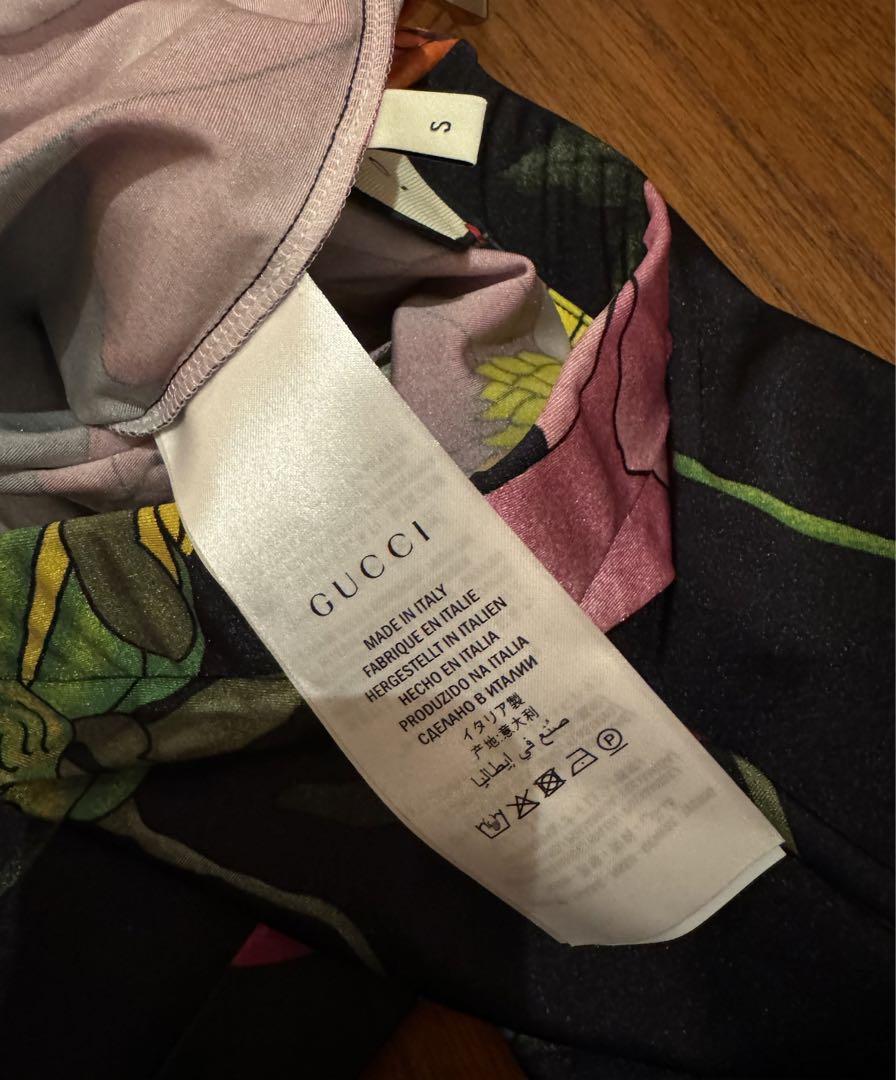 S
GUCCI
MADE IN ITALY
FABRIQUE EN ITALIE
HERGESTELLT IN ITALIEN
HECHO EN ITALIA
PRODUZIDO NA ITALIA
СДЕЛАНО В ИТАЛИИ
イタリア製
产地:意大利
صنع في إيطاليا
P